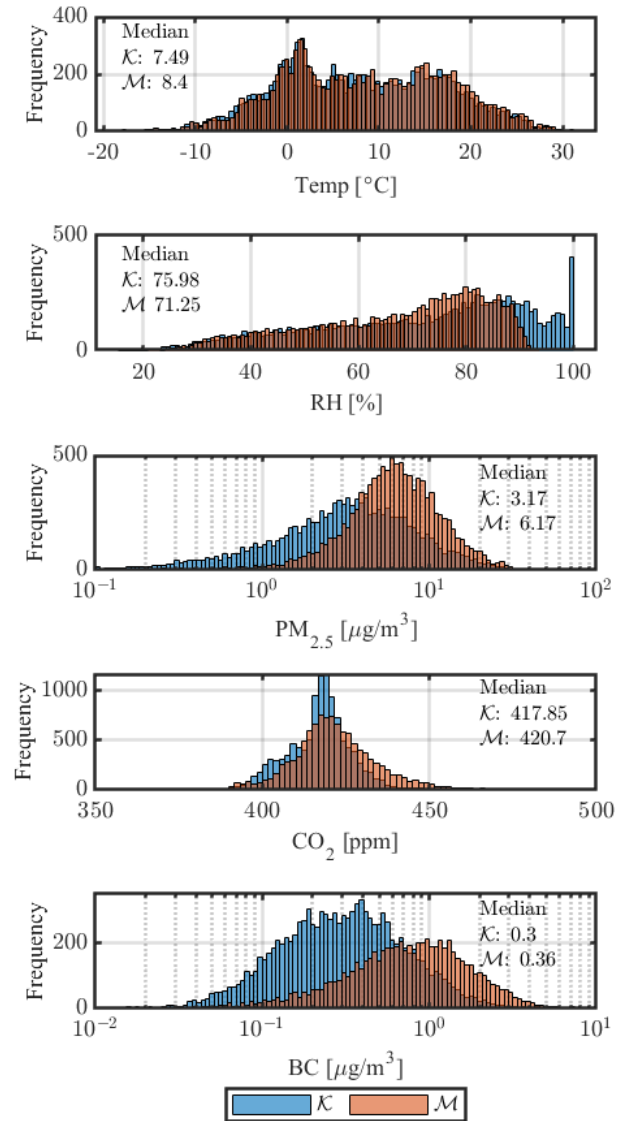 400
Median
𝒦: 7.49
ℳ: 8.4
200
0
Frequency
-20 -10 0 10 20 30
Temp [°C]
500
Median
𝒦: 75.98
ℳ 71.25
0
Frequency
20 40 60 80 100
RH [%]
500
Median
𝒦: 3.17
ℳ: 6.17
0
Frequency
10⁻¹ 10⁰ 10¹ 10²
PM₂.₅ [μg/m³]
1000
Median
𝒦: 417.85
ℳ: 420.7
500
0
Frequency
350 400 450 500
CO₂ [ppm]
Median
𝒦: 0.3
ℳ: 0.36
200
0
Frequency
10⁻² 10⁻¹ 10⁰ 10¹
BC [μg/m³]
𝒦 ℳ